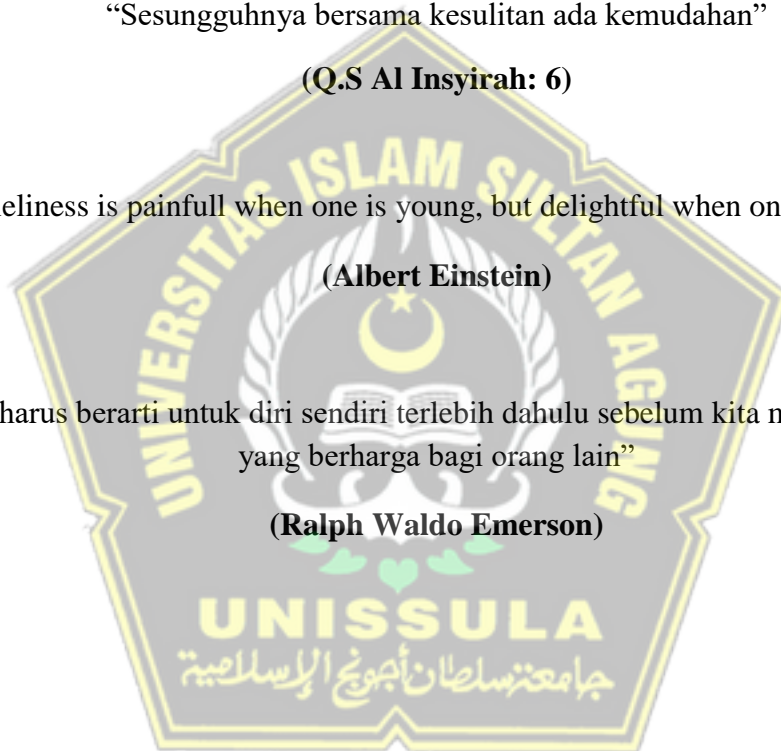 “Sesungguhnya bersama kesulitan ada kemudahan”
(Q.S Al Insyirah: 6)
UNIVERSITAS ISLAM SULTAN AGUNG
eliness is painfull when one is young, but delightful when on
(Albert Einstein)
harus berarti untuk diri sendiri terlebih dahulu sebelum kita
yang berharga bagi orang lain”
(Ralph Waldo Emerson)
UNISSULA
جامعة سلطان أجونج الإسلامية